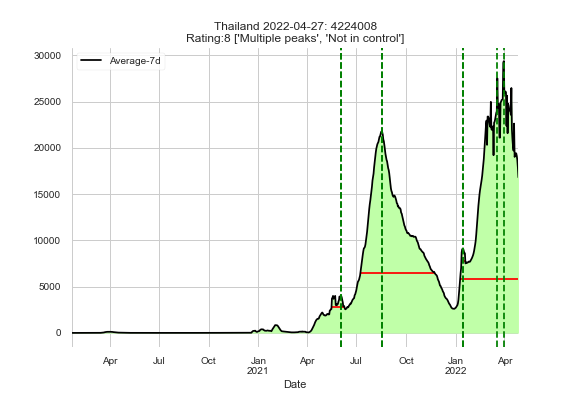 Thailand 2022-04-27: 4224008
Rating:8 ['Multiple peaks', 'Not in control']
30000
Average-7d
25000
20000
15000
10000
5000
0
Apr Jul Oct Jan Apr Jul Oct Jan Apr
2021 2022
Date